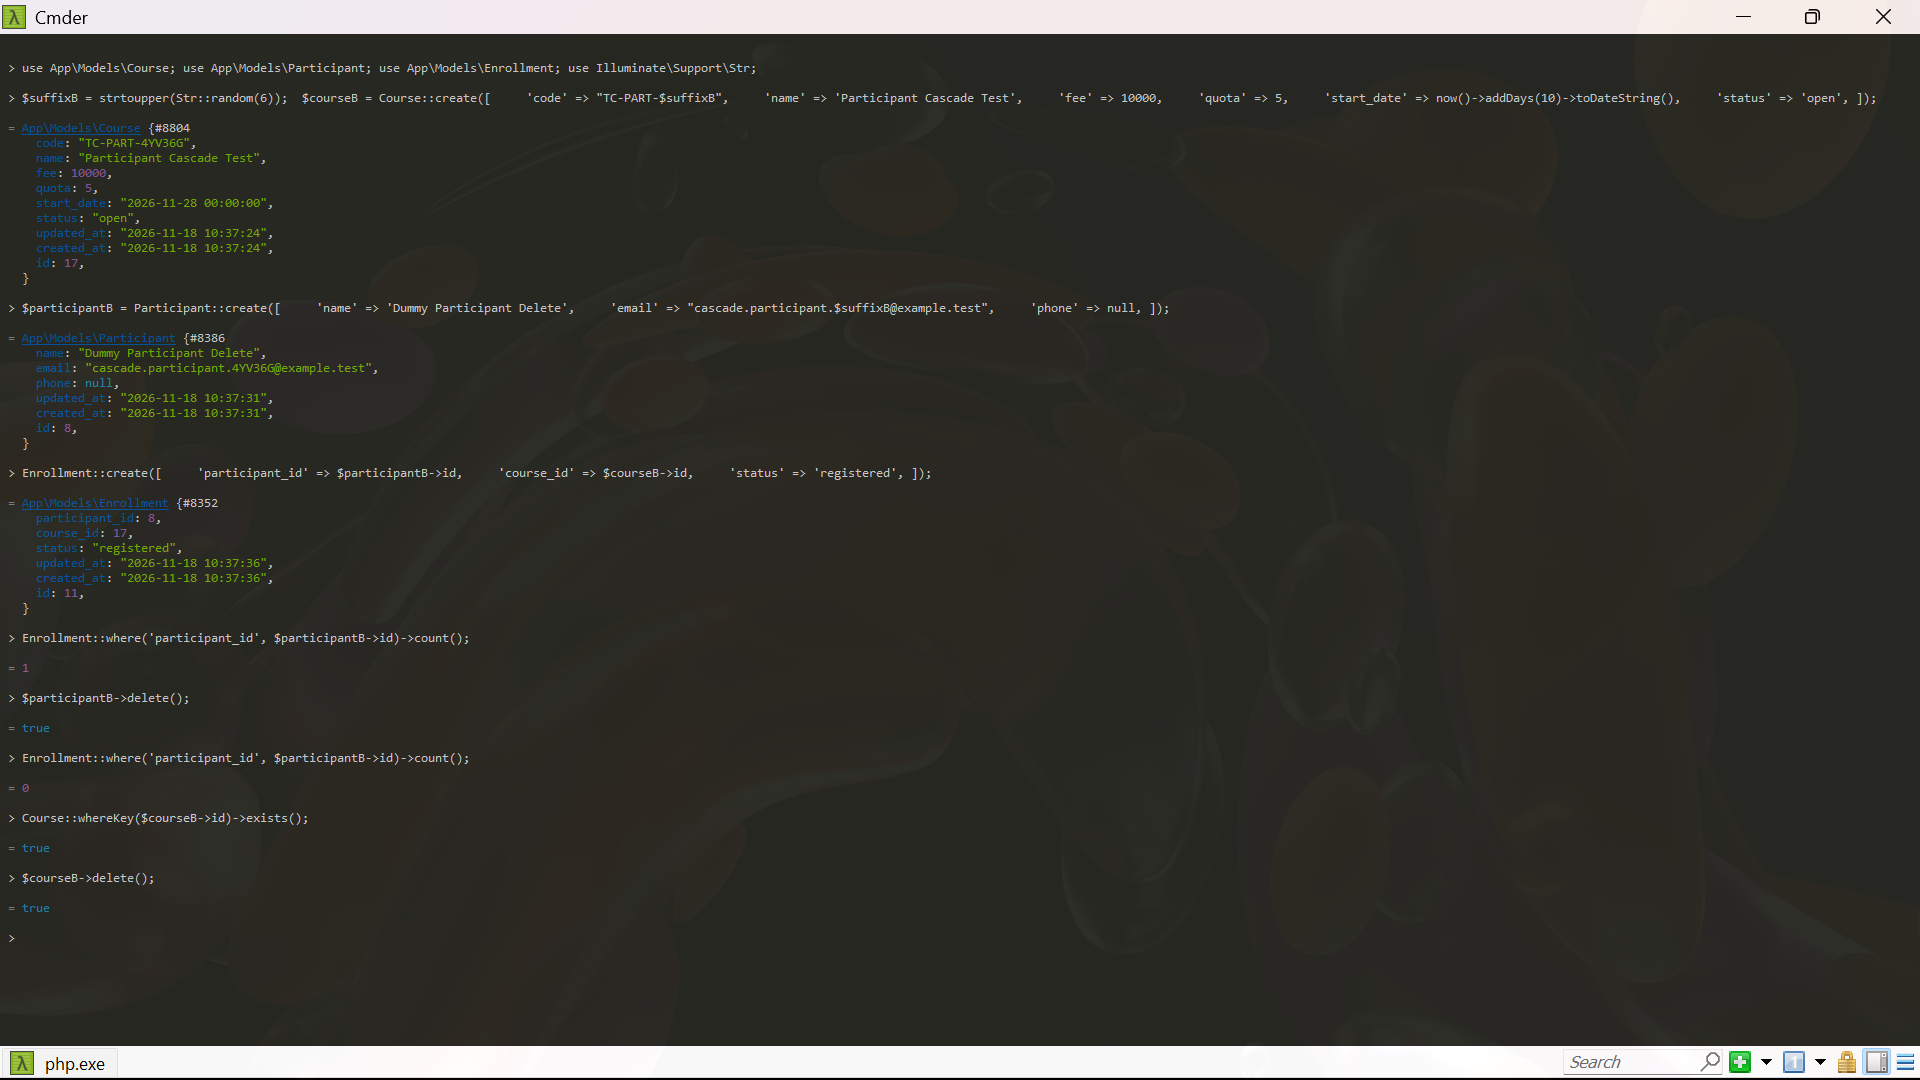 Cmder
> use App\Models\Course; use App\Models\Participant; use App\Models\Enrollment; use Illuminate\Support\Str;
> $suffixB = strtoupper(Str::random(6));  $courseB = Course::create([     'code' => "TC-PART-$suffixB",     'name' => 'Participant Cascade Test',     'fee' => 10000,     'quota' => 5,     'start_date' => now()->addDays(10)->toDateString(),     'status' => 'open', ]);
= App\Models\Course {#8804
    code: "TC-PART-4YV36G",
    name: "Participant Cascade Test",
    fee: 10000,
    quota: 5,
    start_date: "2026-11-28 00:00:00",
    status: "open",
    updated_at: "2026-11-18 10:37:24",
    created_at: "2026-11-18 10:37:24",
    id: 17,
  }
> $participantB = Participant::create([     'name' => 'Dummy Participant Delete',     'email' => "cascade.participant.$suffixB@example.test",     'phone' => null, ]);
= App\Models\Participant {#8386
    name: "Dummy Participant Delete",
    email: "cascade.participant.4YV36G@example.test",
    phone: null,
    updated_at: "2026-11-18 10:37:31",
    created_at: "2026-11-18 10:37:31",
    id: 8,
  }
> Enrollment::create([     'participant_id' => $participantB->id,     'course_id' => $courseB->id,     'status' => 'registered', ]);
= App\Models\Enrollment {#8352
    participant_id: 8,
    course_id: 17,
    status: "registered",
    updated_at: "2026-11-18 10:37:36",
    created_at: "2026-11-18 10:37:36",
    id: 11,
  }
> Enrollment::where('participant_id', $participantB->id)->count();
= 1
> $participantB->delete();
= true
> Enrollment::where('participant_id', $participantB->id)->count();
= 0
> Course::whereKey($courseB->id)->exists();
= true
> $courseB->delete();
= true
>
php.exe
Search